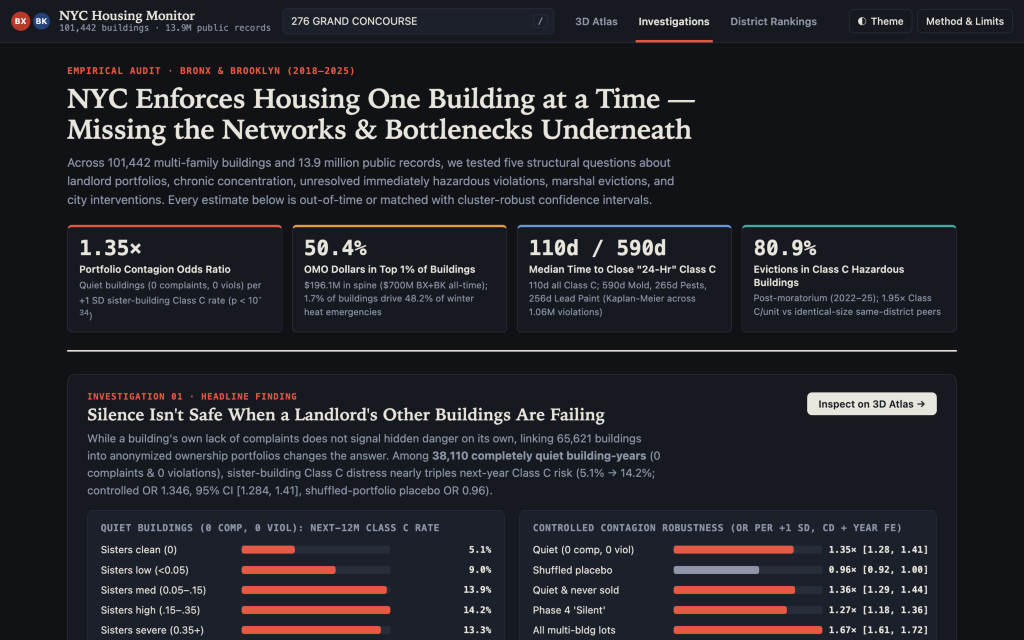 BX BK NYC Housing Monitor
101,442 buildings · 13.9M public records
276 GRAND CONCOURSE /
3D Atlas Investigations District Rankings
Theme Method & Limits
EMPIRICAL AUDIT · BRONX & BROOKLYN (2018–2025)
NYC Enforces Housing One Building at a Time —
Missing the Networks & Bottlenecks Underneath
Across 101,442 multi-family buildings and 13.9 million public records, we tested five structural questions about
landlord portfolios, chronic concentration, unresolved immediately hazardous violations, marshal evictions, and
city interventions. Every estimate below is out-of-time or matched with cluster-robust confidence intervals.
1.35×
Portfolio Contagion Odds Ratio
Quiet buildings (0 complaints, 0 viols) per
+1 SD sister-building Class C rate (p < 10⁻
³⁴)
50.4%
OMO Dollars in Top 1% of Buildings
$196.1M in spine ($700M BX+BK all-time);
1.7% of buildings drive 48.2% of winter
heat emergencies
110d / 590d
Median Time to Close "24-Hr" Class C
110d all Class C; 590d Mold, 265d Pests,
256d Lead Paint (Kaplan-Meier across
1.06M violations)
80.9%
Evictions in Class C Hazardous
Buildings
Post-moratorium (2022–25); 1.95× Class
C/unit vs identical-size same-district peers
INVESTIGATION 01 · HEADLINE FINDING
Silence Isn't Safe When a Landlord's Other Buildings Are Failing
Inspect on 3D Atlas →
While a building's own lack of complaints does not signal hidden danger on its own, linking 65,621 buildings
into anonymized ownership portfolios changes the answer. Among 38,110 completely quiet building-years (0
complaints & 0 violations), sister-building Class C distress nearly triples next-year Class C risk (5.1% → 14.2%;
controlled OR 1.346, 95% CI [1.284, 1.41], shuffled-portfolio placebo OR 0.96).
QUIET BUILDINGS (0 COMP, 0 VIOL): NEXT-12M CLASS C RATE
Sisters clean (0) 5.1%
Sisters low (<0.05) 9.0%
Sisters med (0.05–.15) 13.9%
Sisters high (.15–.35) 14.2%
Sisters severe (0.35+) 13.3%
CONTROLLED CONTAGION ROBUSTNESS (OR PER +1 SD, CD + YEAR FE)
Quiet (0 comp, 0 viol) 1.35× [1.28, 1.41]
Shuffled placebo 0.96× [0.92, 1.00]
Quiet & never sold 1.36× [1.29, 1.44]
Phase 4 'Silent' 1.27× [1.18, 1.36]
All multi-bldg lots 1.67× [1.61, 1.72]